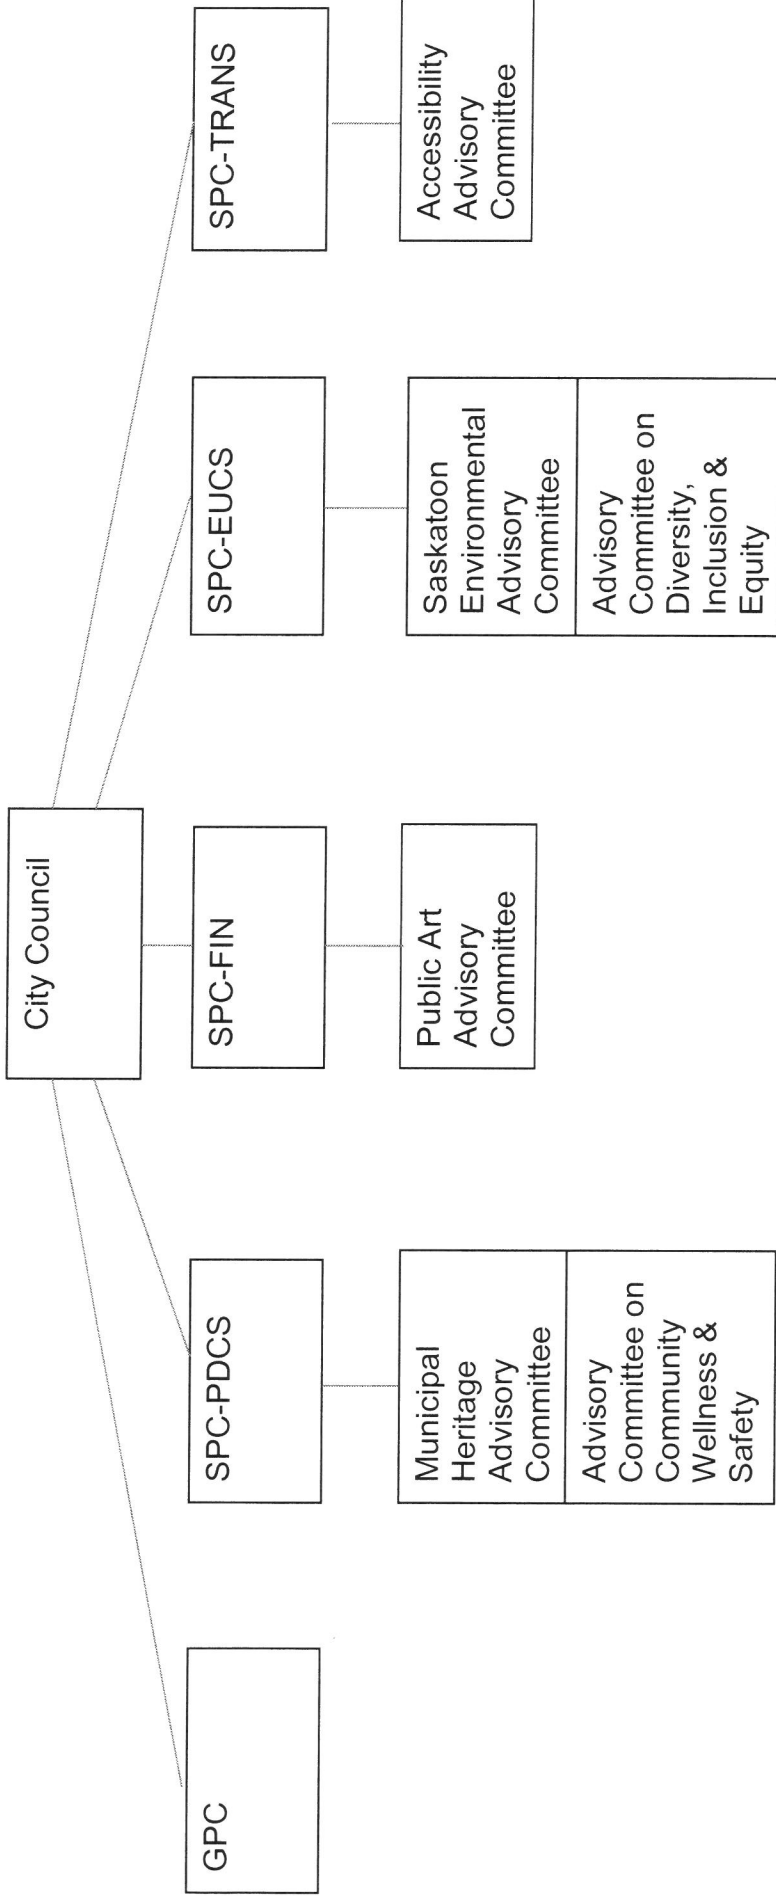 City Council
GPC
SPC-PDCS
SPC-FIN
SPC-EUCS
SPC-TRANS
Municipal
Heritage
Advisory
Committee
Advisory
Committee on
Community
Wellness &
Safety
Public Art
Advisory
Committee
Saskatoon
Environmental
Advisory
Committee
Advisory
Committee on
Diversity,
Inclusion &
Equity
Accessibility
Advisory
Committee